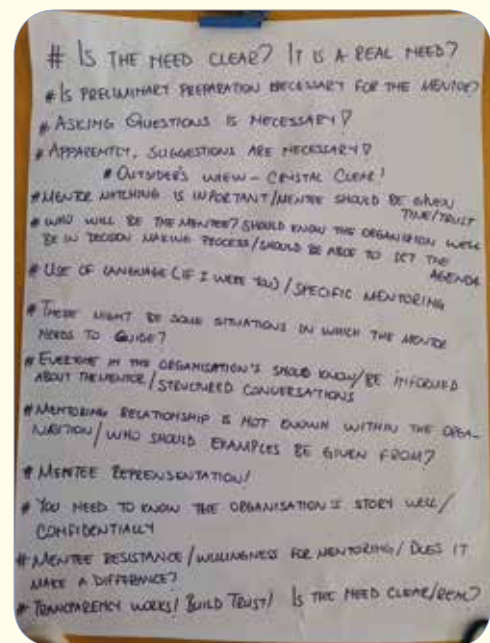 # IS THE NEED CLEAR? IT IS A REAL NEED?
# IS PRELIMINARY PREPARATION NECESSARY FOR THE MENTOR?
# ASKING QUESTIONS IS NECESSARY?
# APPARENTLY, SUGGESTIONS ARE NECESSARY?
# OUTSIDER'S VIEW - CRYSTAL CLEAR!
# MENTOR MATCHING IS IMPORTANT / MENTEE SHOULD BE GIVEN
TIME/TRUST
# WHO WILL BE THE MENTEE? SHOULD KNOW THE ORGANISATION WELL
BE IN DECISION MAKING PROCESS / SHOULD BE ABLE TO SET THE
AGENDA
# USE OF LANGUAGE (IF I WERE YOU) / SPECIFIC MENTORING
# THERE MIGHT BE SOME SITUATIONS IN WHICH THE MENTOR
NEEDS TO GUIDE?
# EVERYONE IN THE ORGANISATION'S SHOULD KNOW / BE INFORMED
ABOUT THE MENTOR / STRUCTURED CONVERSATIONS
# MENTORING RELATIONSHIP IS NOT KNOWN WITHIN THE ORGA-
NISATION / WHO SHOULD EXAMPLES BE GIVEN FROM?
# MENTEE REPRENSENTATION!
# YOU NEED TO KNOW THE ORGANISATION'S STORY WELL /
CONFIDENTIALLY
# MENTEE RESISTANCE / WILLINGNESS FOR MENTORING / DOES IT
MAKE A DIFFERANCE?
# TRANSPARENCY WORKS! BUILD TRUST! IS THE NEED CLEAR/REAL?